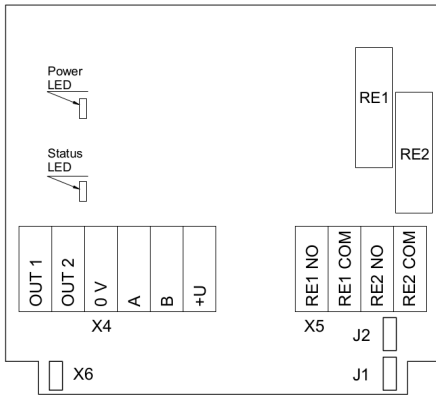 Power
LED
RE1
RE2
Status
LED
OUT 1
OUT 2
0 V
A
B
+U
RE1 NO
RE1 COM
RE2 NO
RE2 COM
X4
X5
J2
X6
J1